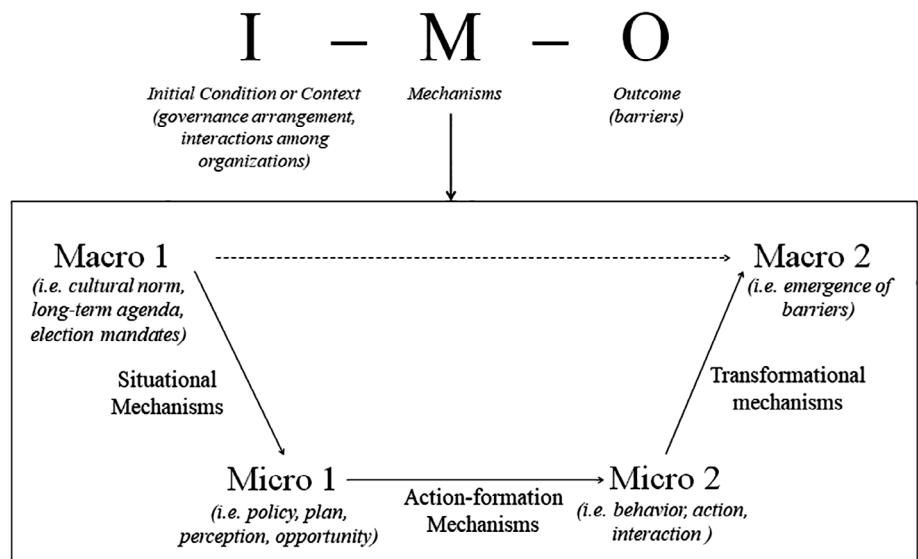 I – M – O
Initial Condition or Context
(governance arrangement,
interactions among
organizations)
Mechanisms
Outcome
(barriers)
Macro 1
(i.e. cultural norm,
long-term agenda,
election mandates)
Macro 2
(i.e. emergence of
barriers)
Situational
Mechanisms
Transformational
mechanisms
Micro 1
(i.e. policy, plan,
perception, opportunity)
Action-formation
Mechanisms
Micro 2
(i.e. behavior, action,
interaction )